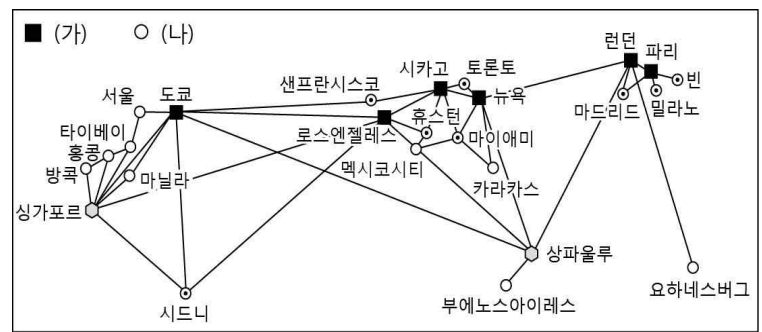 (가) (나)
런던
파리
시카고
토론토
샌프란시스코
빈
서울
도쿄
뉴욕
휴스턴
마드리드
밀라노
타이베이
로스엔젤레스
마이애미
홍콩
방콕
멕시코시티
마닐라
카라카스
싱가포르
상파울루
요하네스버그
부에노스아이레스
시드니